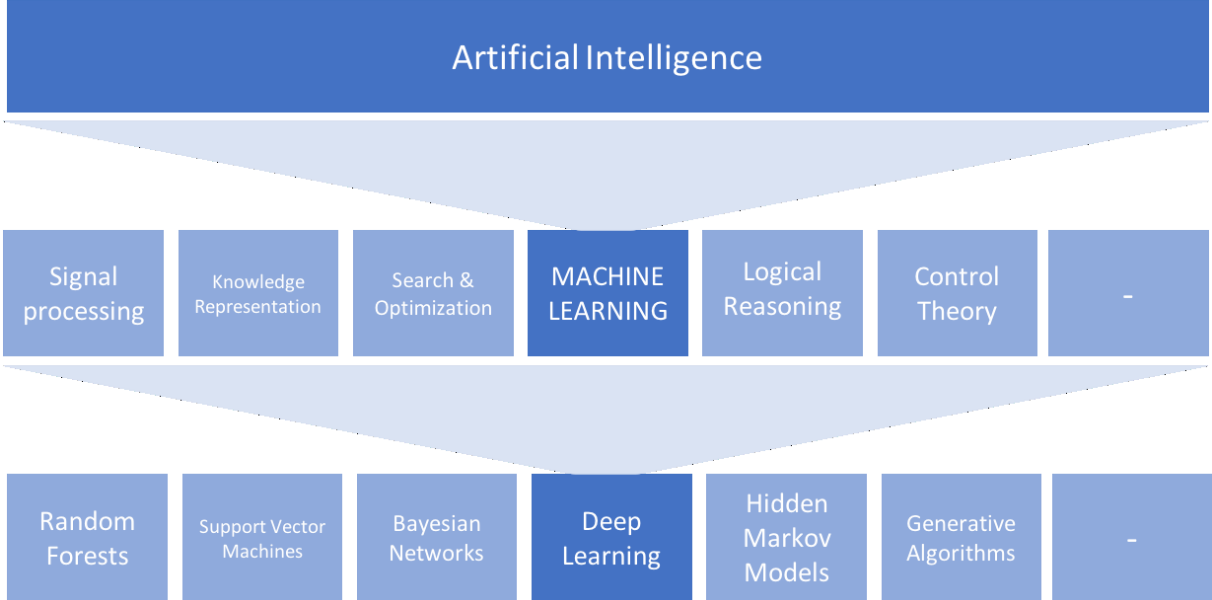 Artificial Intelligence
Signal
processing
Knowledge
Representation
Search &
Optimization
MACHINE
LEARNING
Logical
Reasoning
Control
Theory
-
Random
Forests
Support Vector
Machines
Bayesian
Networks
Deep
Learning
Hidden
Markov
Models
Generative
Algorithms
-